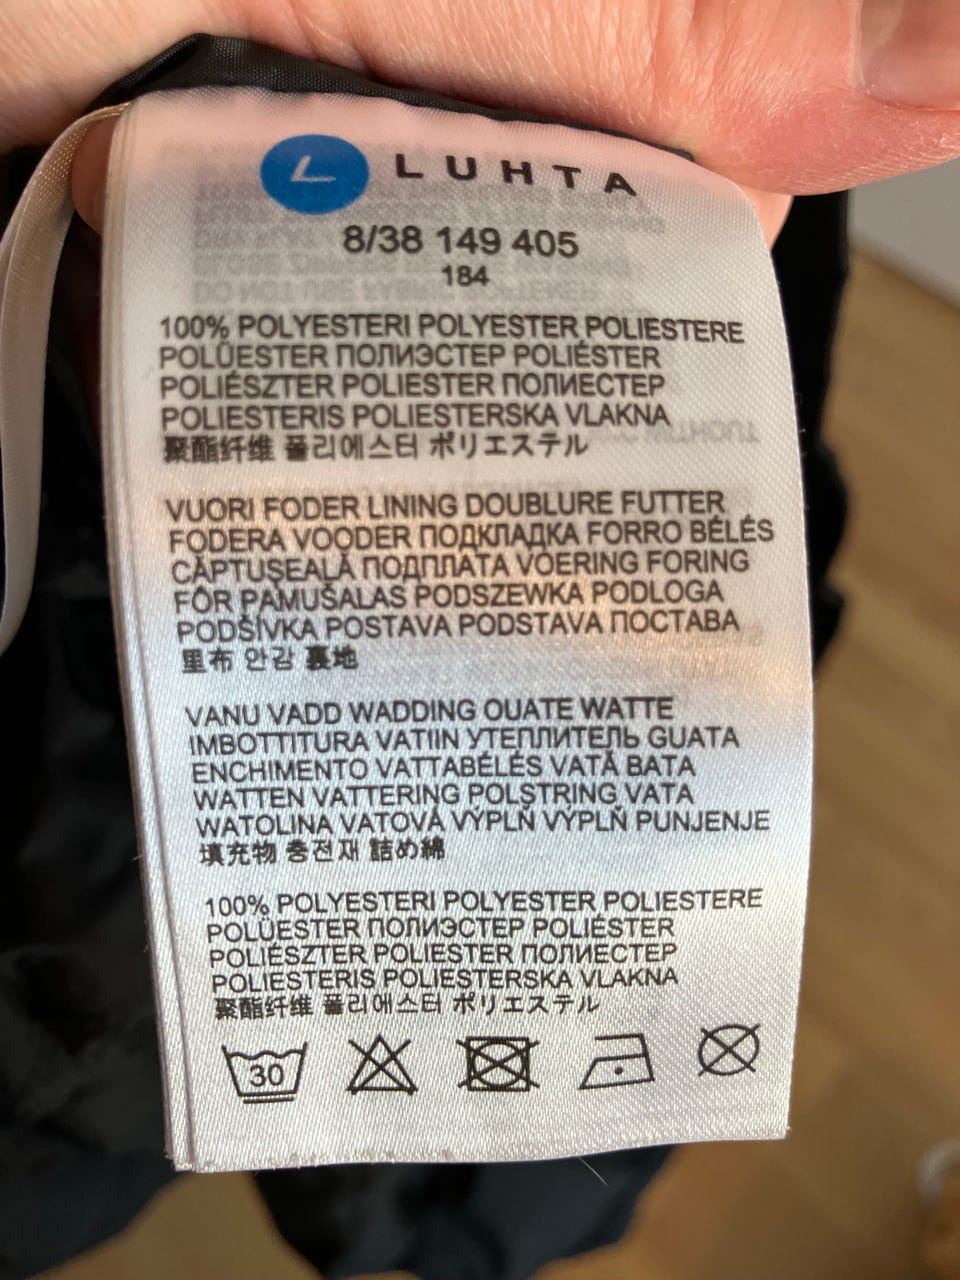 L LUHTA
8/38 149 405
184
100% POLYESTERI POLYESTER POLIESTERE
POLÜESTER ПОЛИЭСТЕР POLIÉSTER
POLIÉSZTER POLIESTER ПОЛИЕСТЕР
POLIESTERIS POLIESTERSKA VLAKNA
聚酯纤维 폴리에스터 ポリエステル
VUORI FODER LINING DOUBLURE FUTTER
FODERA VOODER ПОДКЛАДКА FORRO BÉLÉS
CĂPTUŞEALĂ ПОДПЛАТА VOERING FORING
FÔR PAMUŠALAS PODSZEWKA PODLOGA
PODŠÍVKA POSTAVA PODSTAVA ПОСТАВА
里布 안감 裏地
VANU VADD WADDING OUATE WATTE
IMBOTTITURA VATIIN УТЕПЛИТЕЛЬ GUATA
ENCHIMENTO VATTABÉLÉS VATĂ BATA
WATTEN VATTERING POLSTRING VATA
WATOLINA VATOVÁ VÝPLŇ VÝPLŇ PUNJENJE
填充物 충전재 詰め綿
100% POLYESTERI POLYESTER POLIESTERE
POLÜESTER ПОЛИЭСТЕР POLIÉSTER
POLIÉSZTER POLIESTER ПОЛИЕСТЕР
POLIESTERIS POLIESTERSKA VLAKNA
聚酯纤维 폴리에스터 ポリエステル
30